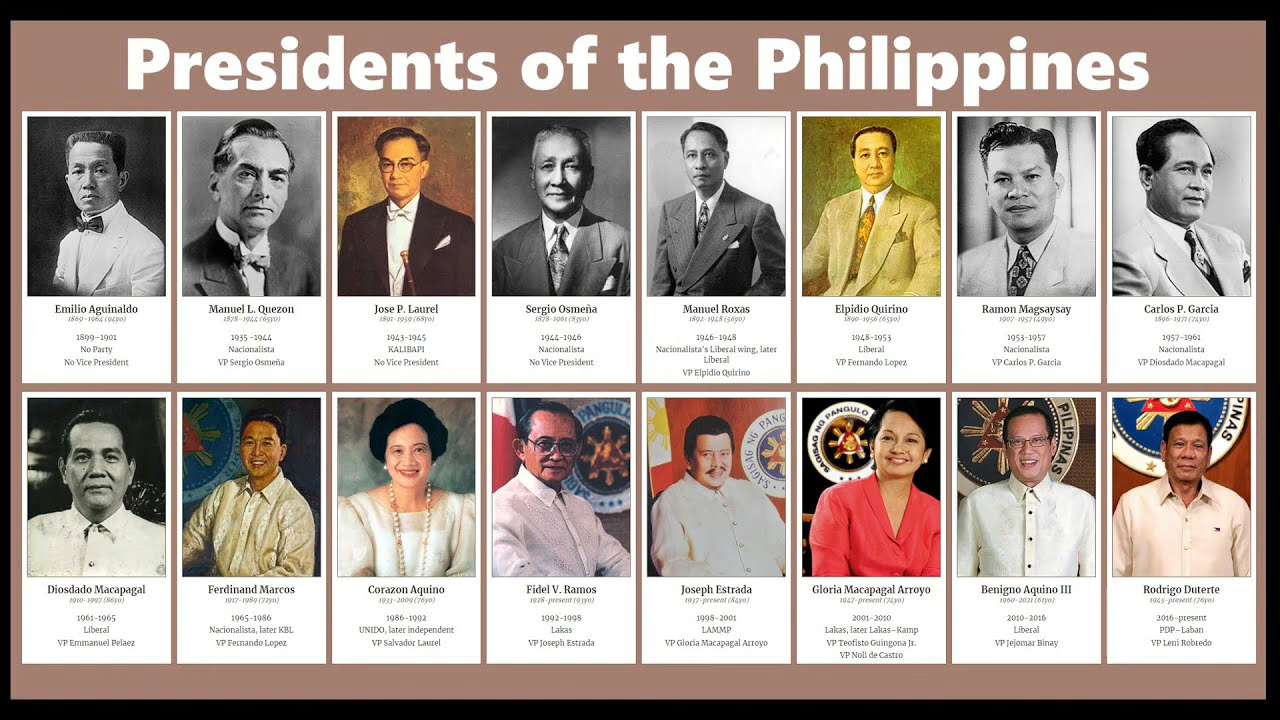 Presidents of the Philippines
Emilio Aguinaldo
1869-1964 (94yo)
1899-1901
No Party
No Vice President
Manuel L. Quezon
1878-1944 (65yo)
1935 -1944
Nacionalista
VP Sergio Osmeña
Jose P. Laurel
1891-1959 (68yo)
1943-1945
KALIBAPI
No Vice President
Sergio Osmeña
1878-1961 (83yo)
1944-1946
Nacionalista
No Vice President
Manuel Roxas
1892-1948 (56yo)
1946-1948
Nacionalista's Liberal wing, later
Liberal
VP Elpidio Quirino
Elpidio Quirino
1890-1956 (65yo)
1948-1953
Liberal
VP Fernando Lopez
Ramon Magsaysay
1907-1957 (49yo)
1953-1957
Nacionalista
VP Carlos P. Garcia
Carlos P. Garcia
1896-1971 (74yo)
1957-1961
Nacionalista
VP Diosdado Macapagal
Diosdado Macapagal
1910-1997 (86yo)
1961-1965
Liberal
VP Emmanuel Pelaez
Ferdinand Marcos
1917-1989 (72yo)
1965-1986
Nacionalista, later KBL
VP Fernando Lopez
Corazon Aquino
1933-2009 (76yo)
1986-1992
UNIDO, later independent
VP Salvador Laurel
PANGULO
Fidel V. Ramos
1928-present (93yo)
1992-1998
Lakas
VP Joseph Estrada
SAGISAG NG PANGULO
Joseph Estrada
1937-present (84yo)
1998-2001
LAMMP
VP Gloria Macapagal Arroyo
SAGISAG NG PANGULO
Gloria Macapagal Arroyo
1947-present (74yo)
2001-2010
Lakas, later Lakas–Kamp
VP Teofisto Guingona Jr.
VP Noli de Castro
PILIPINAS
Benigno Aquino III
1960-2021 (61yo)
2010-2016
Liberal
VP Jejomar Binay
PINAS
Rodrigo Duterte
1945-present (76yo)
2016-present
PDP–Laban
VP Leni Robredo